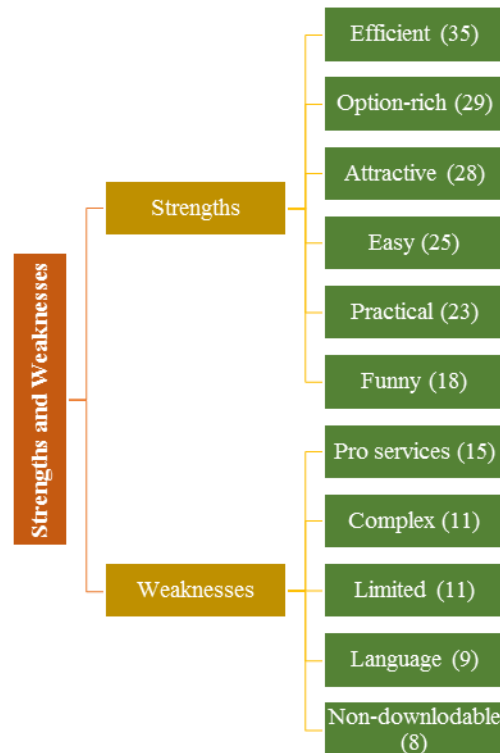 Strengths and Weaknesses
Strengths
Efficient (35)
Option-rich (29)
Attractive (28)
Easy (25)
Practical (23)
Funny (18)
Weaknesses
Pro services (15)
Complex (11)
Limited (11)
Language (9)
Non-downlodable
(8)